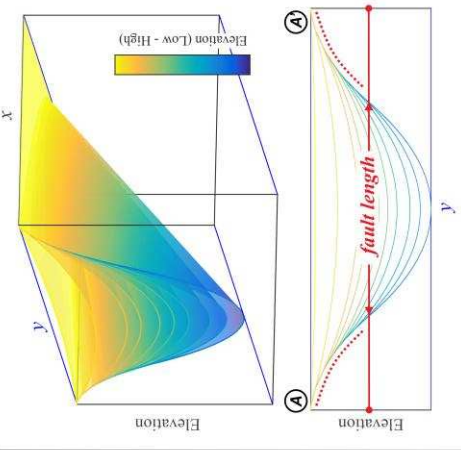 x
Elevation (Low - High)
y
Elevation
A
fault length
y
A
Elevation